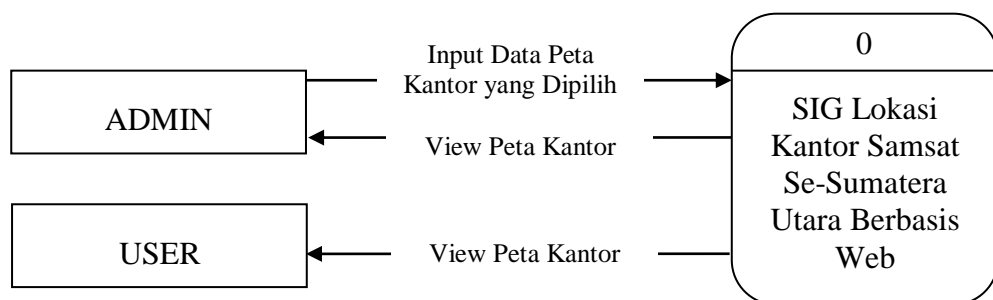 Input Data Peta
Kantor yang Dipilih
ADMIN
View Peta Kantor
USER
View Peta Kantor
0
SIG Lokasi
Kantor Samsat
Se-Sumatera
Utara Berbasis
Web